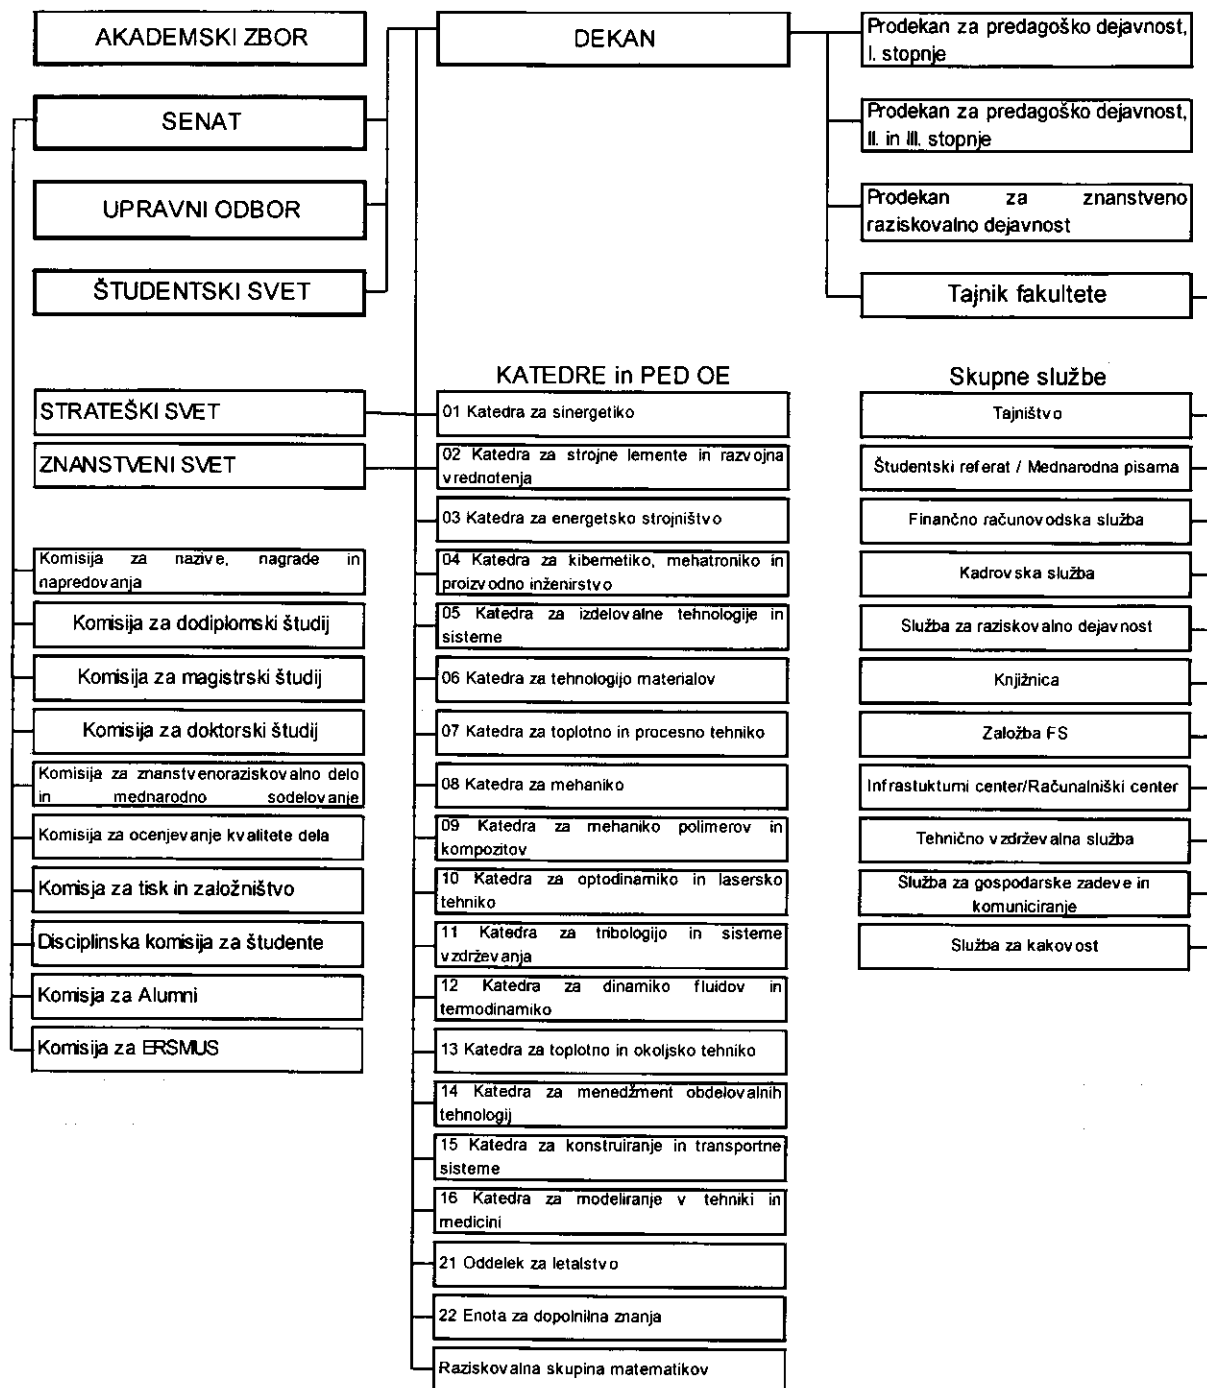 AKADEMSKI ZBOR
SENAT
UPRAVNI ODBOR
ŠTUDENTSKI SVET
STRATEŠKI SVET
ZNANSTVENI SVET
Komisija za nazive, nagrade in
napredovanja
Komisija za dodiplomski študij
Komisija za magistrski študij
Komisija za doktorski študij
Komisija za znanstvenoraziskovalno delo
in mednarodno sodelovanje
Komisija za ocenjevanje kvalitete dela
Komisja za tisk in založništvo
Disciplinska komisija za študente
Komisja za Alumni
Komisija za ERSMUS
DEKAN
KATEDRE in PED OE
01 Katedra za sinergetiko
02 Katedra za strojne lemente in razvojna
vrednotenja
03 Katedra za energetsko strojništvo
04 Katedra za kibernetiko, mehatroniko in
proizvodno inženirstvo
05 Katedra za izdelovalne tehnologije in
sisteme
06 Katedra za tehnologijo materialov
07 Katedra za toplotno in procesno tehniko
08 Katedra za mehaniko
09 Katedra za mehaniko polimerov in
kompozitov
10 Katedra za optodinamiko in lasersko
tehniko
11 Katedra za tribologijo in sisteme
vzdrževanja
12 Katedra za dinamiko fluidov in
termodinamiko
13 Katedra za toplotno in okoljsko tehniko
14 Katedra za menedžment obdelovalnih
tehnologij
15 Katedra za konstruiranje in transportne
sisteme
16 Katedra za modeliranje v tehniki in
medicini
21 Oddelek za letalstvo
22 Enota za dopolnilna znanja
Raziskovalna skupina matematikov
Prodekan za predagoško dejavnost,
I. stopnje
Prodekan za predagoško dejavnost,
II. in III. stopnje
Prodekan za znanstveno
raziskovalno dejavnost
Tajnik fakultete
Skupne službe
Tajništvo
Študentski referat / Mednarodna pisarna
Finančno računovodska služba
Kadrovska služba
Služba za raziskovalno dejavnost
Knjižnica
Založba FS
Infrastukturni center/Računalniški center
Tehnično vzdrževalna služba
Služba za gospodarske zadeve in
komuniciranje
Služba za kakovost